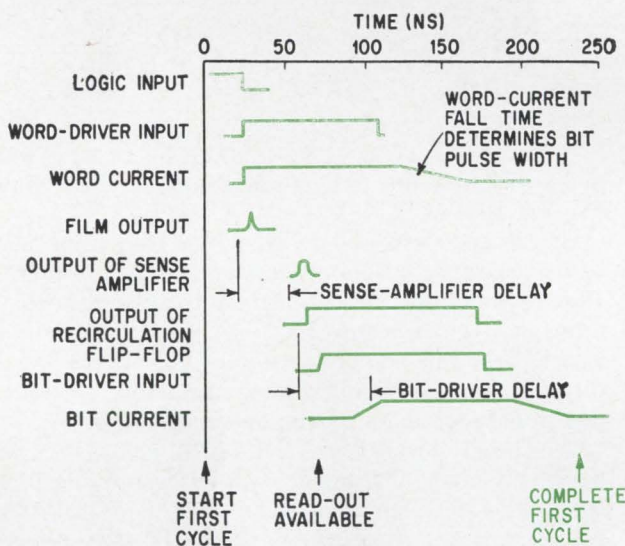 TIME (NS)
0 50 100 150 200 250
LOGIC INPUT
WORD-DRIVER INPUT
WORD CURRENT
FILM OUTPUT
OUTPUT OF SENSE
AMPLIFIER
OUTPUT OF
RECIRCULATION
FLIP-FLOP
BIT-DRIVER INPUT
BIT CURRENT
WORD-CURRENT
FALL TIME
DETERMINES BIT
PULSE WIDTH
SENSE-AMPLIFIER DELAY
BIT-DRIVER DELAY
START
FIRST
CYCLE
READ-OUT
AVAILABLE
COMPLETE
FIRST
CYCLE